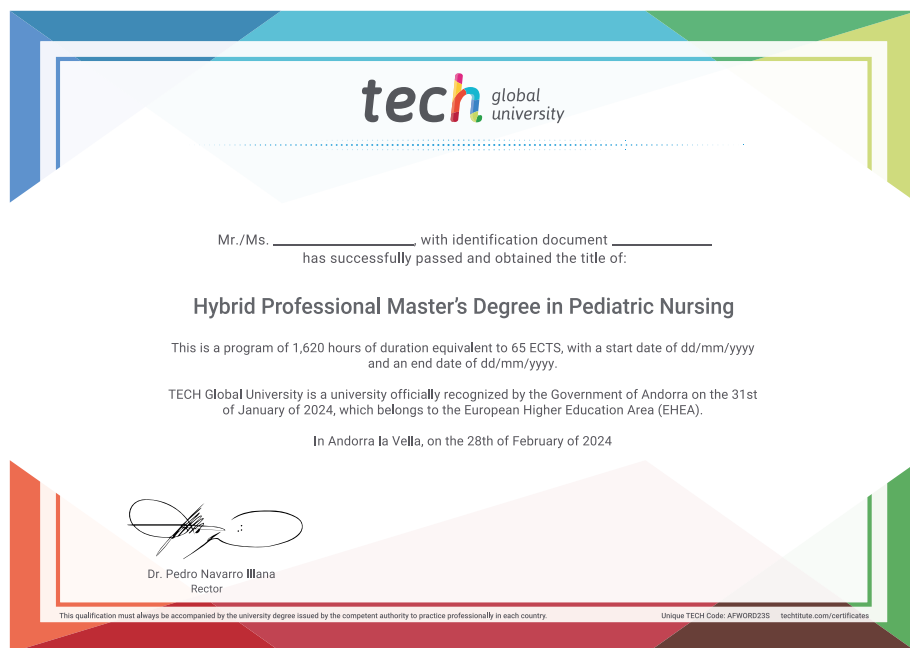 tech global
university
Mr./Ms. ____________________, with identification document ______________
has successfully passed and obtained the title of:
Hybrid Professional Master’s Degree in Pediatric Nursing
This is a program of 1,620 hours of duration equivalent to 65 ECTS, with a start date of dd/mm/yyyy
and an end date of dd/mm/yyyy.
TECH Global University is a university officially recognized by the Government of Andorra on the 31st
of January of 2024, which belongs to the European Higher Education Area (EHEA).
In Andorra la Vella, on the 28th of February of 2024
Dr. Pedro Navarro Illana
Rector
This qualification must always be accompanied by the university degree issued by the competent authority to practice professionally in each country.
Unique TECH Code: AFWORD23S techtitute.com/certificates